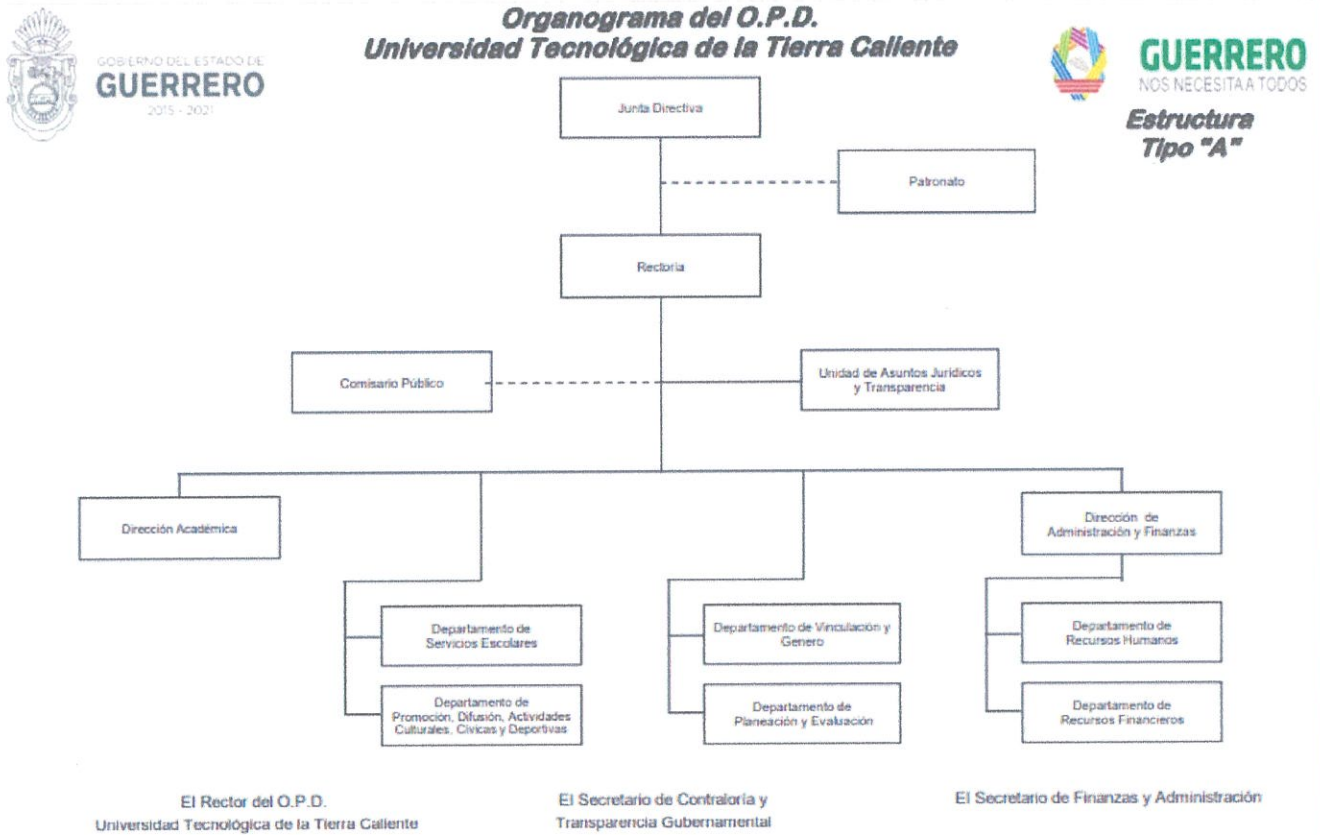 Organograma del O.P.D.
Universidad Tecnológica de la Tierra Caliente
GOBIERNO DEL ESTADO DE
GUERRERO
2015 - 2021
GUERRERO
NOS NECESITA A TODOS
Estructura
Tipo "A"
Junta Directiva
Patronato
Rectoría
Comisario Público
Unidad de Asuntos Jurídicos
y Transparencia
Dirección Académica
Dirección de
Administración y Finanzas
Departamento de
Servicios Escolares
Departamento de Vinculación y
Genero
Departamento de
Recursos Humanos
Departamento de
Promoción, Difusión, Actividades
Culturales, Cívicas y Deportivas
Departamento de
Planeación y Evaluación
Departamento de
Recursos Financieros
El Rector del O.P.D.
Universidad Tecnológica de la Tierra Caliente
El Secretario de Contraloría y
Transparencia Gubernamental
El Secretario de Finanzas y Administración